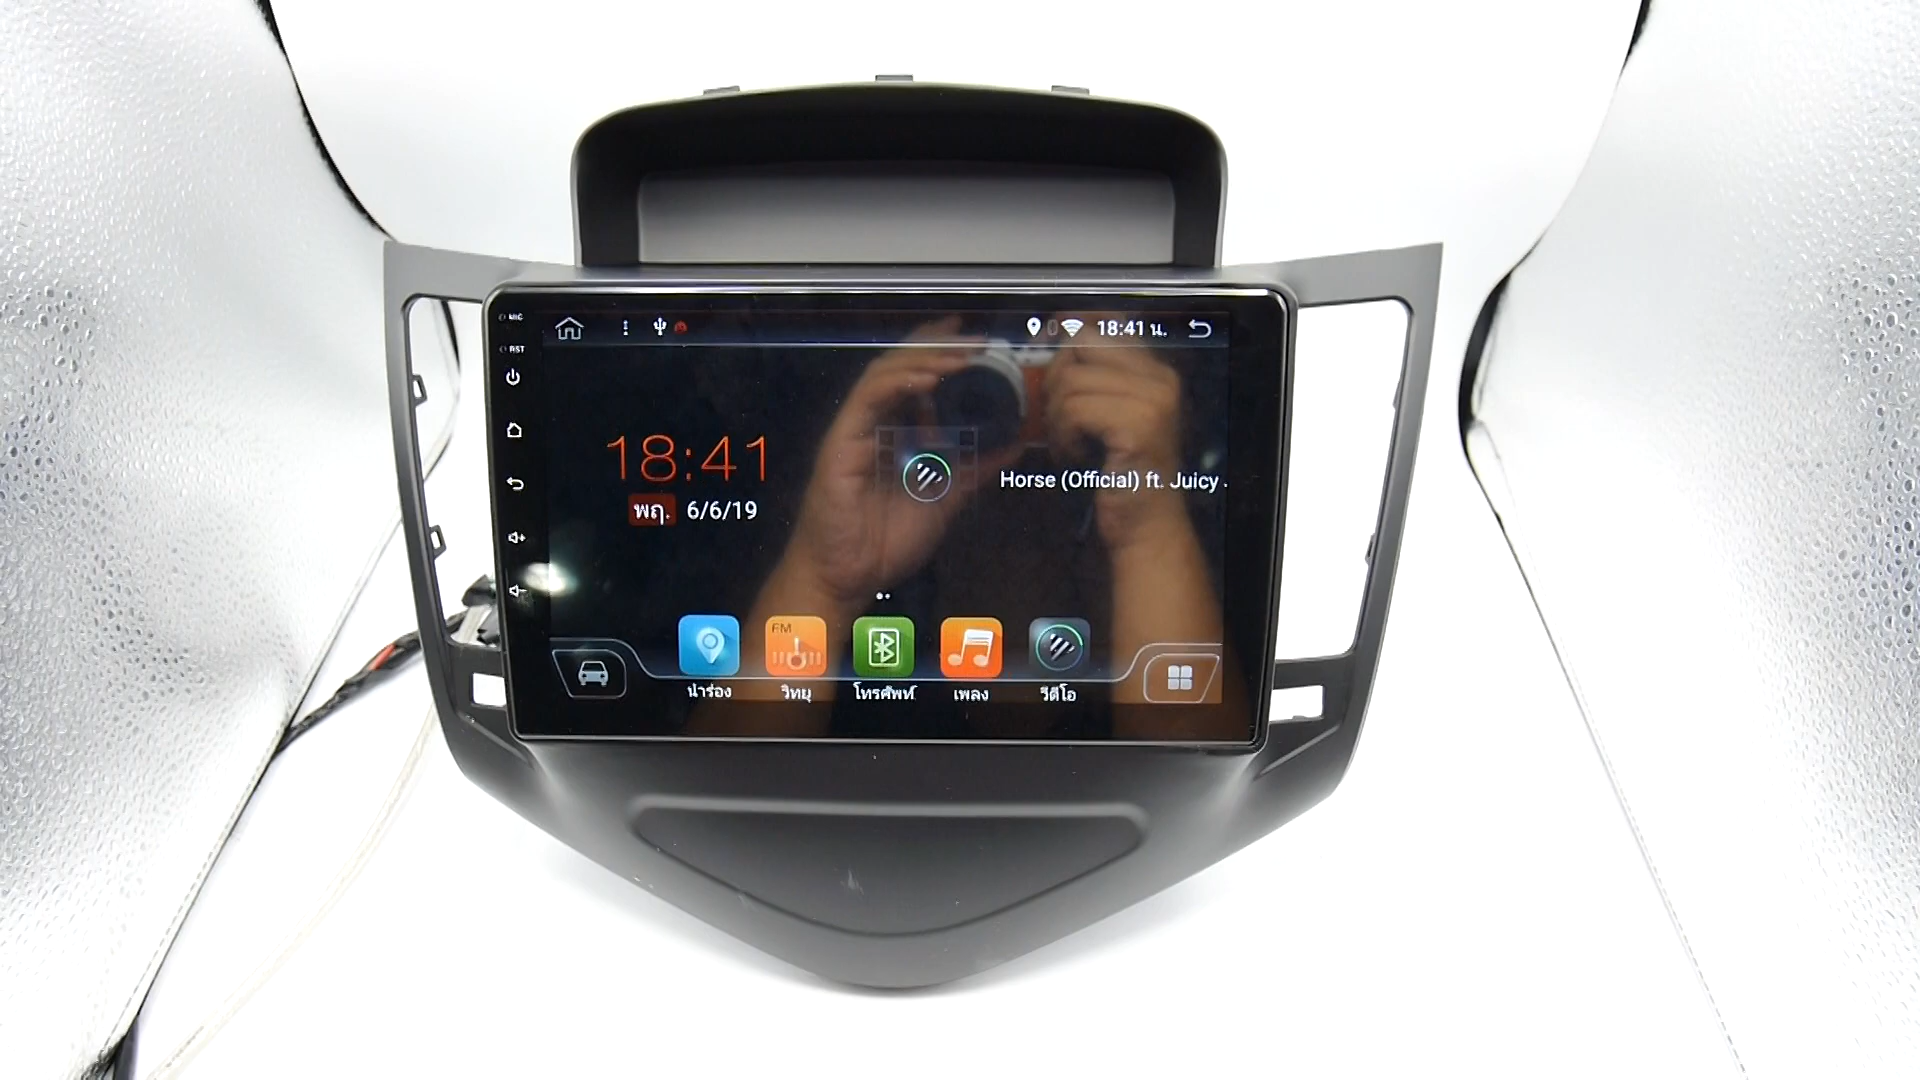 MIC
18:41 น.
RST
18:41
พฤ. 6/6/19
Horse (Official) ft. Juicy
FM
นำร่อง วิทยุ โทรศัพท์ เพลง วีดีโอ